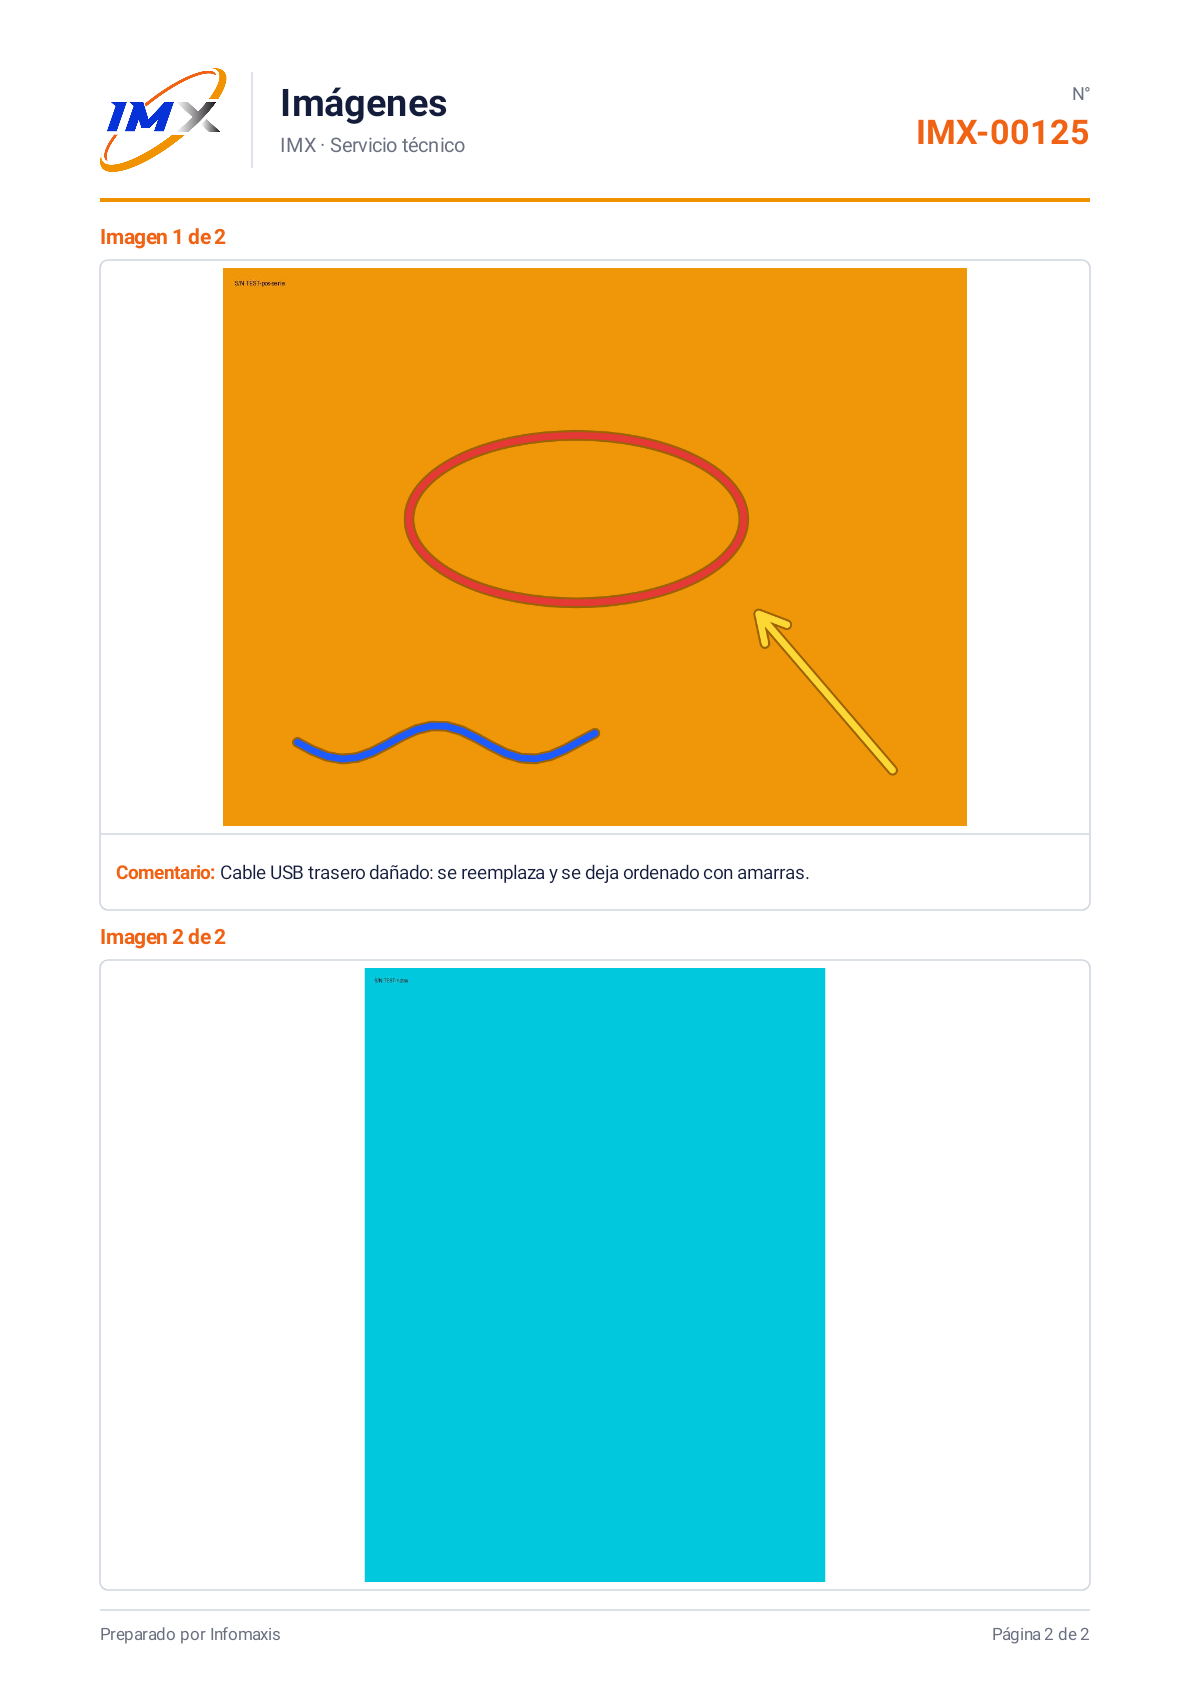 IMX
Imágenes
IMX · Servicio técnico
N°
IMX-00125
Imagen 1 de 2
S/N TEST-pos-serie
Comentario: Cable USB trasero dañado: se reemplaza y se deja ordenado con amarras.
Imagen 2 de 2
Preparado por Infomaxis
Página 2 de 2